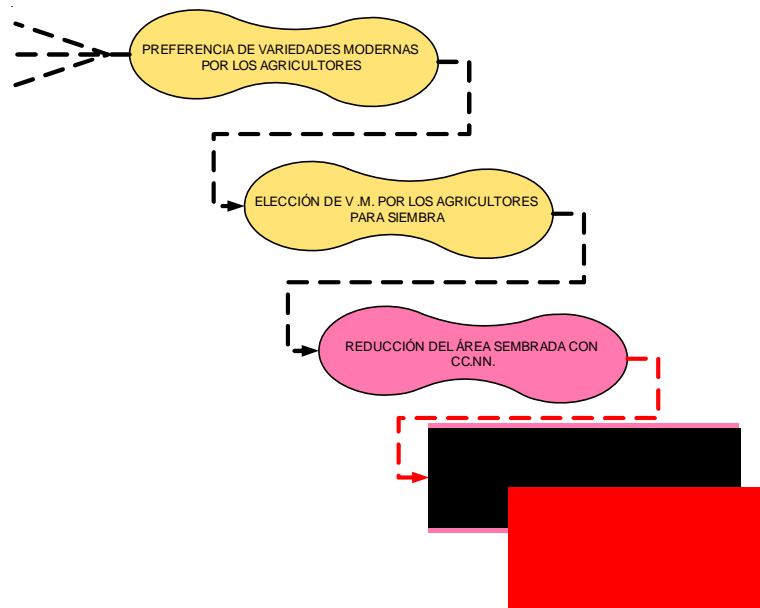 PREFERENCIA DE VARIEDADES MODERNAS
POR LOS AGRICULTORES
ELECCIÓN DE V .M. POR LOS AGRICULTORES
PARA SIEMBRA
REDUCCIÓN DEL ÁREA SEMBRADA CON
CC.NN.